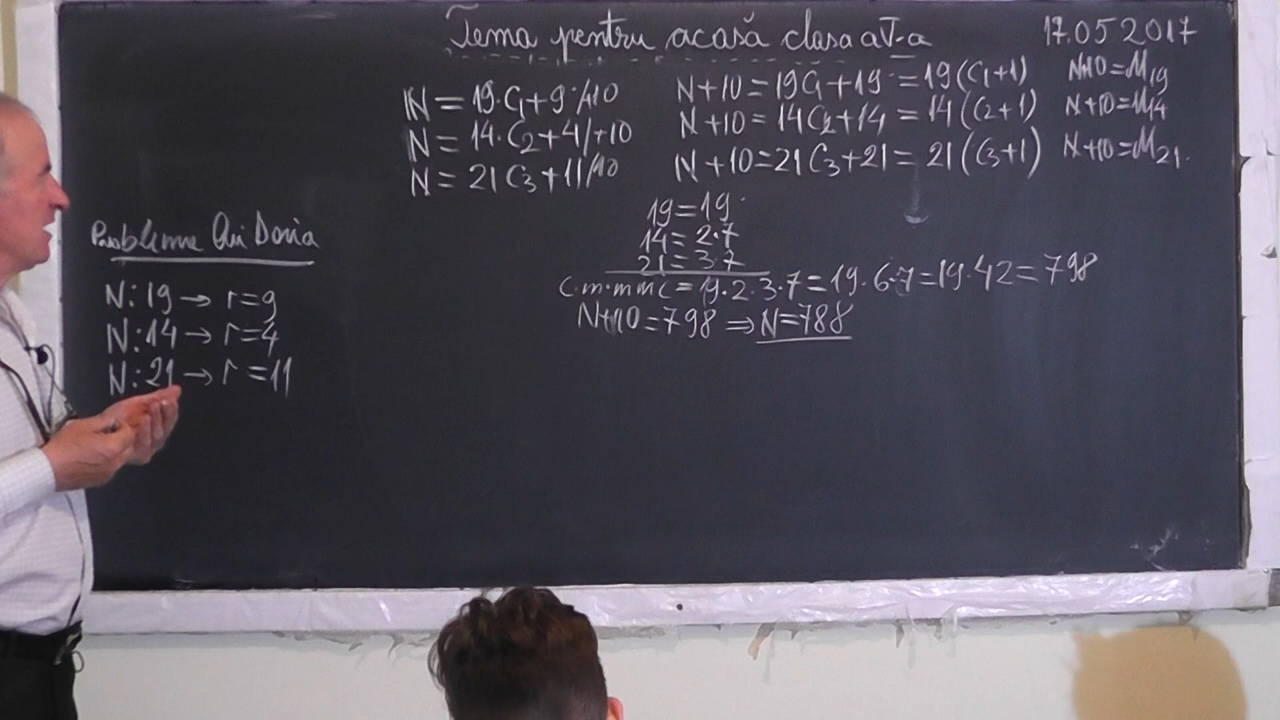 Tema pentru acasă clasa a V-a
17.05 2017
N = 19·C1+9 /+10
N = 14·C2+4 /+10
N = 21C3+11 /+10
N+10=19C1+19=19(C1+1)
N+10=14C2+14=14(C2+1)
N+10=21C3+21=21(C3+1)
N+10=M19
N+10=M14
N+10=M21.
19=19
14=2·7
21=3·7
c.m.m.m.c=19·2·3·7=19·6·7=19·42=798
N+10=798⇒N=788
Problema lui Doria
N:19→r=9
N:14→r=4
N:21→r=11